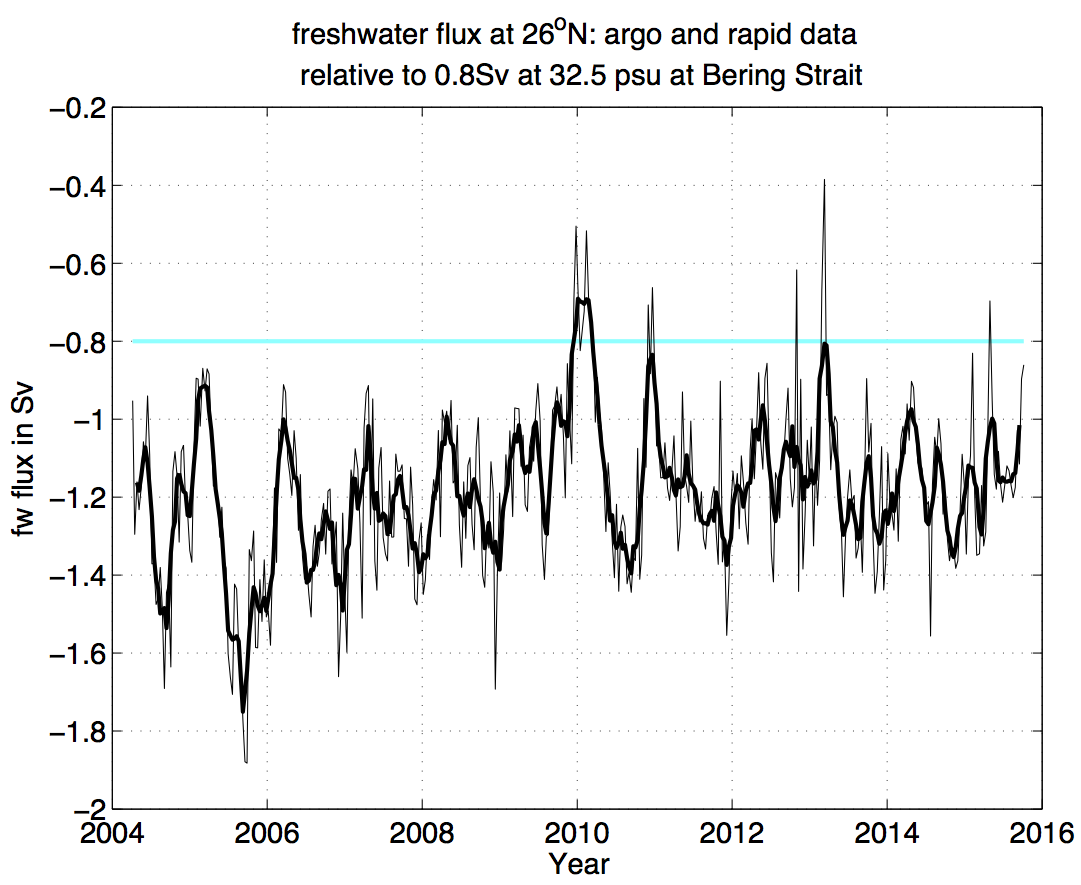 freshwater flux at 26°N: argo and rapid data
relative to 0.8Sv at 32.5 psu at Bering Strait
−0.2
−0.4
−0.6
−0.8
−1
−1.2
−1.4
−1.6
−1.8
−2
fw flux in Sv
2004 2006 2008 2010 2012 2014 2016
Year